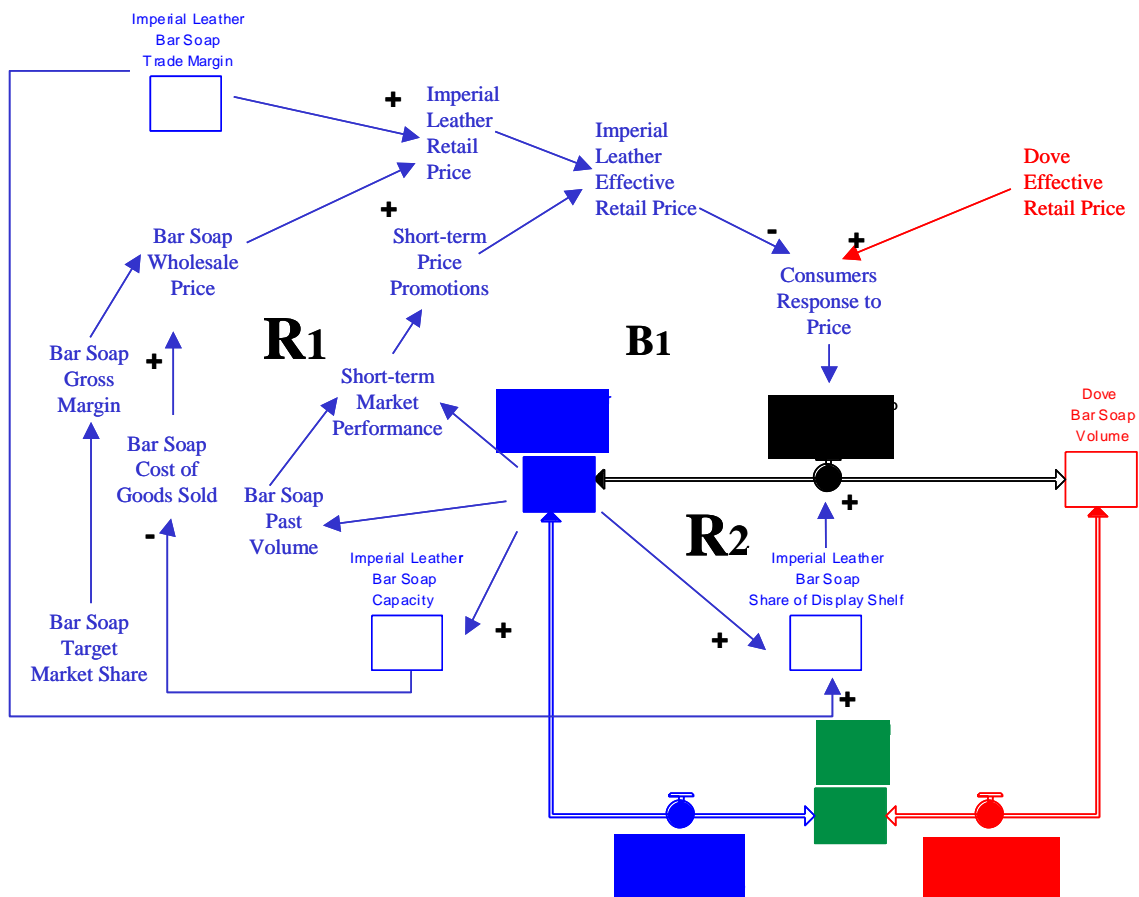 Imperial Leather
Bar Soap
Trade Margin
+
Imperial
Leather
Retail
Price
Imperial
Leather
Effective
Retail Price
Dove
Effective
Retail Price
+
Bar Soap
Wholesale
Price
Short-term
Price
Promotions
-
+
Consumers
Response to
Price
R1
B1
Bar Soap
Gross
Margin
+
Short-term
Market
Performance
Dove
Bar Soap
Volume
Bar Soap
Cost of
Goods Sold
-
Bar Soap
Past
Volume
R2
+
Imperial Leather
Bar Soap
Capacity
+
Imperial Leather
Bar Soap
Share of Display Shelf
+
Bar Soap
Target
Market Share
+